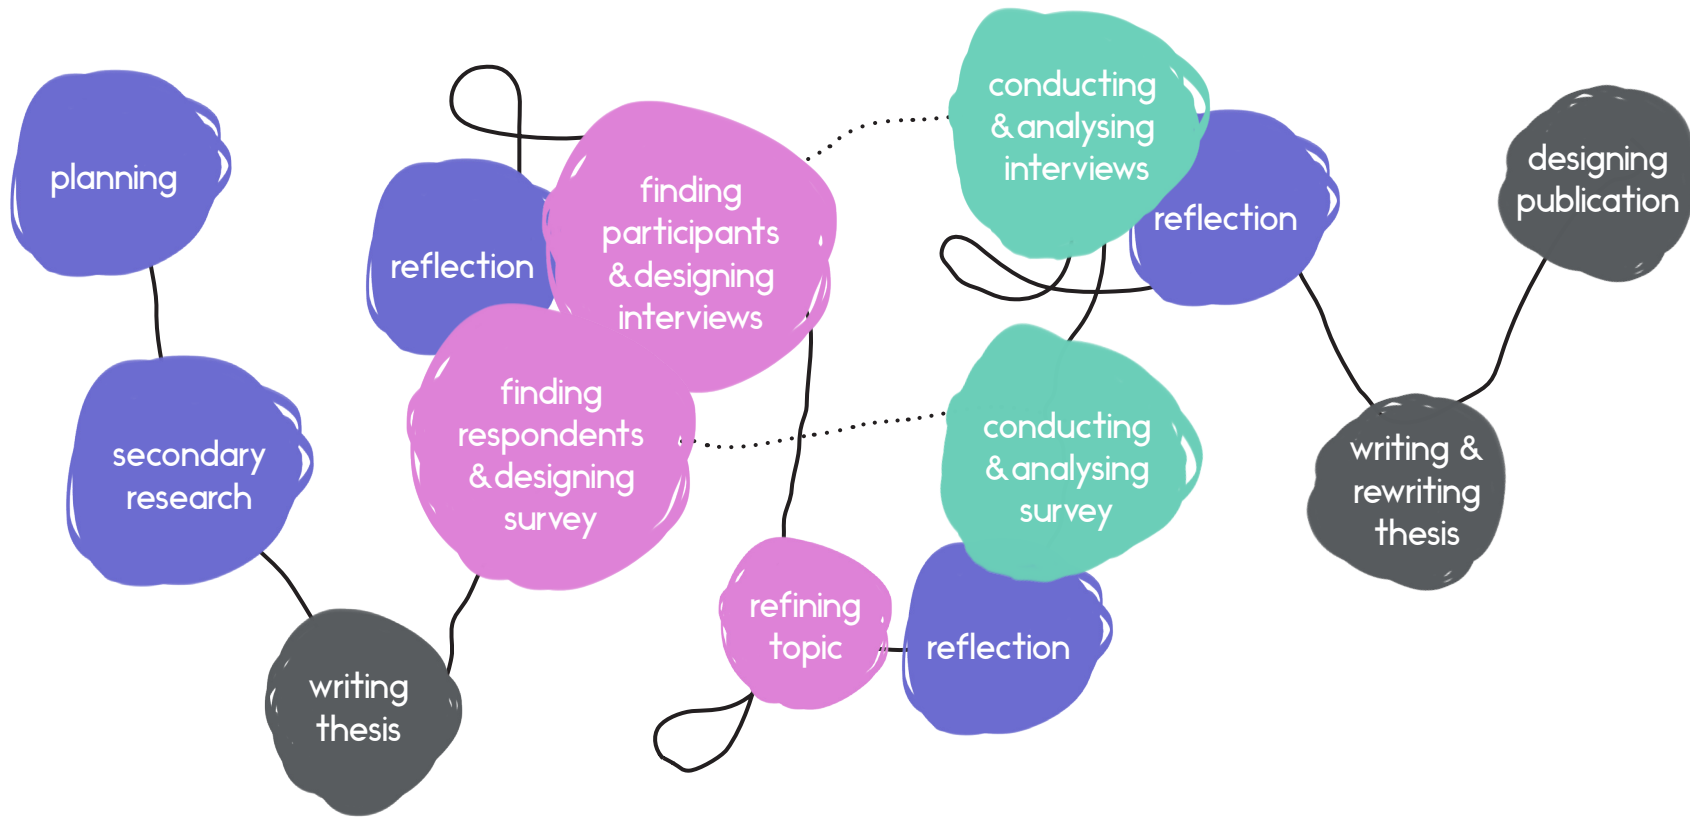 planning
secondary
research
writing
thesis
reflection
finding
participants
& designing
interviews
finding
respondents
& designing
survey
refining
topic
reflection
conducting
& analysing
survey
conducting
& analysing
interviews
reflection
writing &
rewriting
thesis
designing
publication